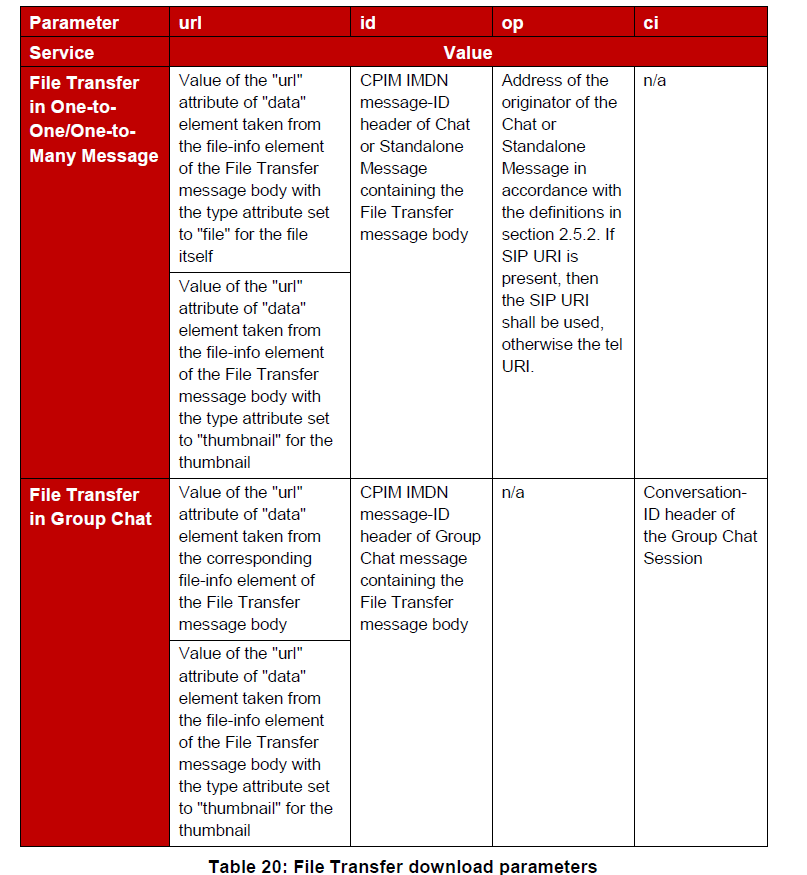 Parameter url id op ci
Service Value
File Transfer
in One-to-
One/One-to-
Many Message
Value of the "url"
attribute of "data"
element taken from
the file-info element
of the File Transfer
message body with
the type attribute set
to "file" for the file
itself
Value of the "url"
attribute of "data"
element taken from
the file-info element
of the File Transfer
message body with
the type attribute set
to "thumbnail" for the
thumbnail
CPIM IMDN
message-ID
header of Chat
or Standalone
Message
containing the
File Transfer
message body
Address of the
originator of the
Chat or
Standalone
Message in
accordance with
the definitions in
section 2.5.2. If
SIP URI is
present, then
the SIP URI
shall be used,
otherwise the tel
URI.
n/a
File Transfer
in Group Chat
Value of the "url"
attribute of "data"
element taken from
the corresponding
file-info element of
the File Transfer
message body
Value of the "url"
attribute of "data"
element taken from
the file-info element
of the File Transfer
message body with
the type attribute set
to "thumbnail" for the
thumbnail
CPIM IMDN
message-ID
header of Group
Chat message
containing the
File Transfer
message body
n/a
Conversation-
ID header of
the Group Chat
Session
Table 20: File Transfer download parameters